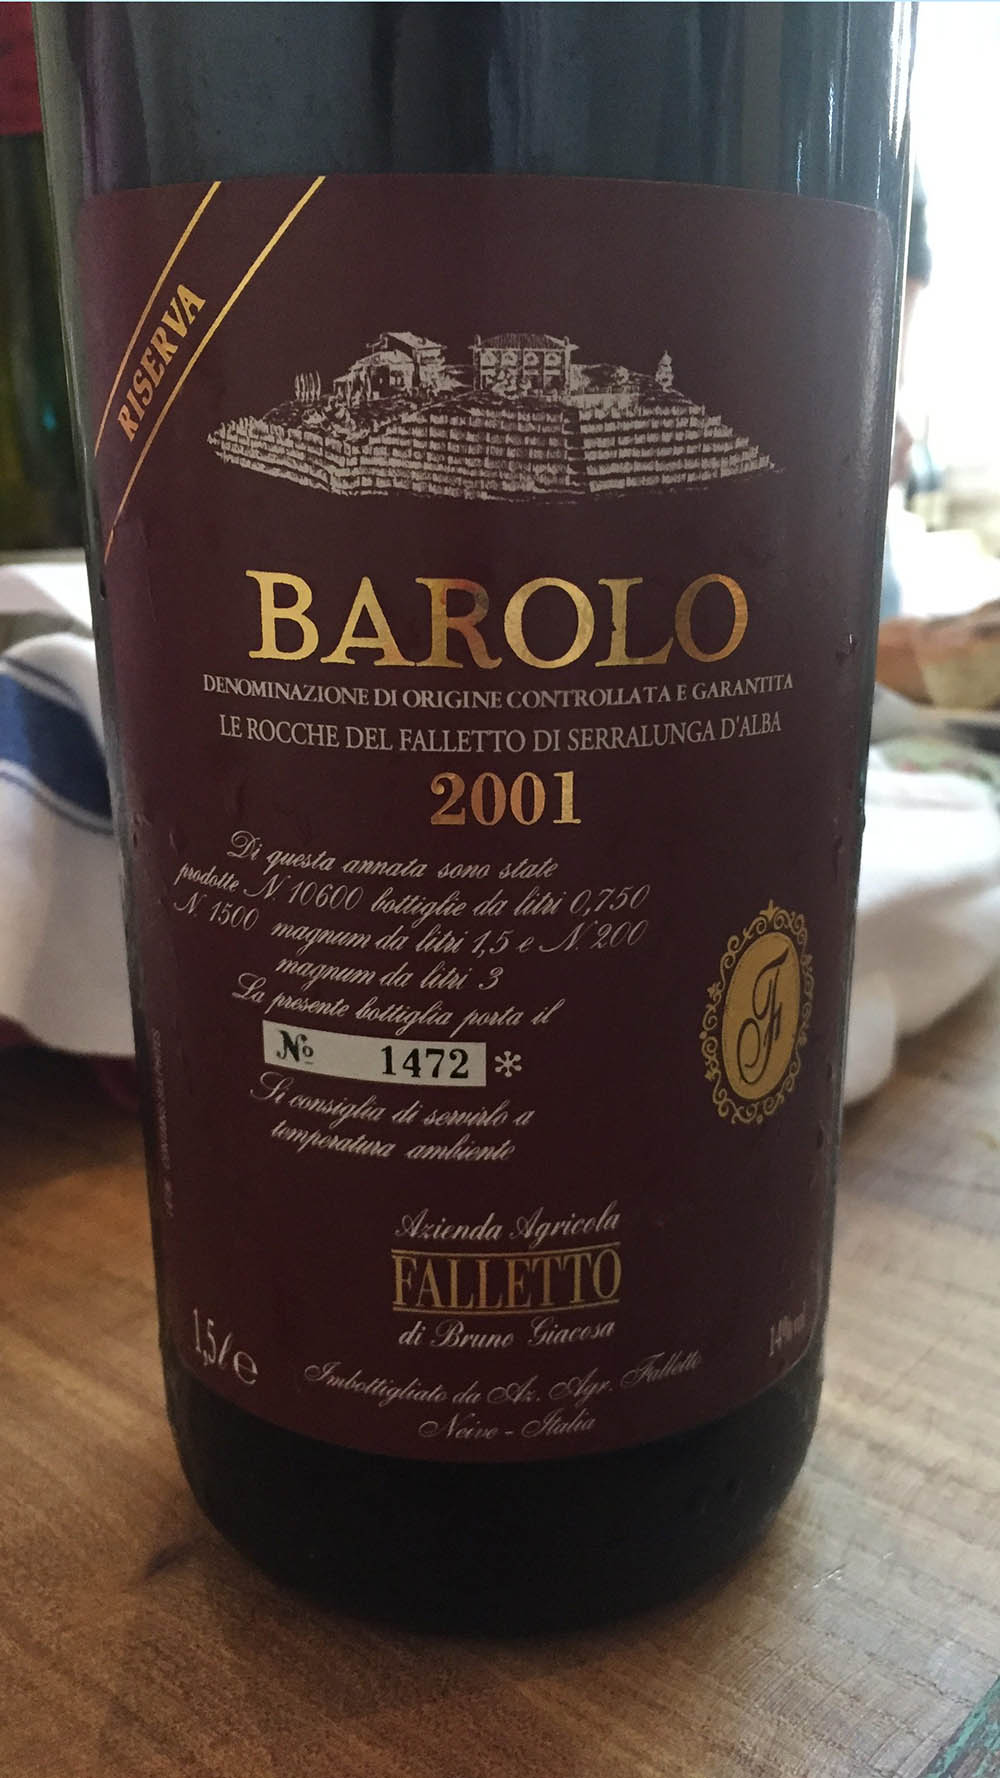 RISERVA
BAROLO
DENOMINAZIONE DI ORIGINE CONTROLLATA E GARANTITA
LE ROCCHE DEL FALLETTO DI SERRALUNGA D'ALBA
2001
Di questa annata sono state
prodotte N. 10600 bottiglie da litri 0,750
N. 1500 magnum da litri 1,5 e N. 200
magnum da litri 3
La presente bottiglia porta il
No 1472 *
Si consiglia di servirlo a
temperatura ambiente
F
Azienda Agricola
FALLETTO
di Bruno Giacosa
1,5 l e
14% vol
Imbottigliato da Az. Agr. Falletto
Neive - Italia